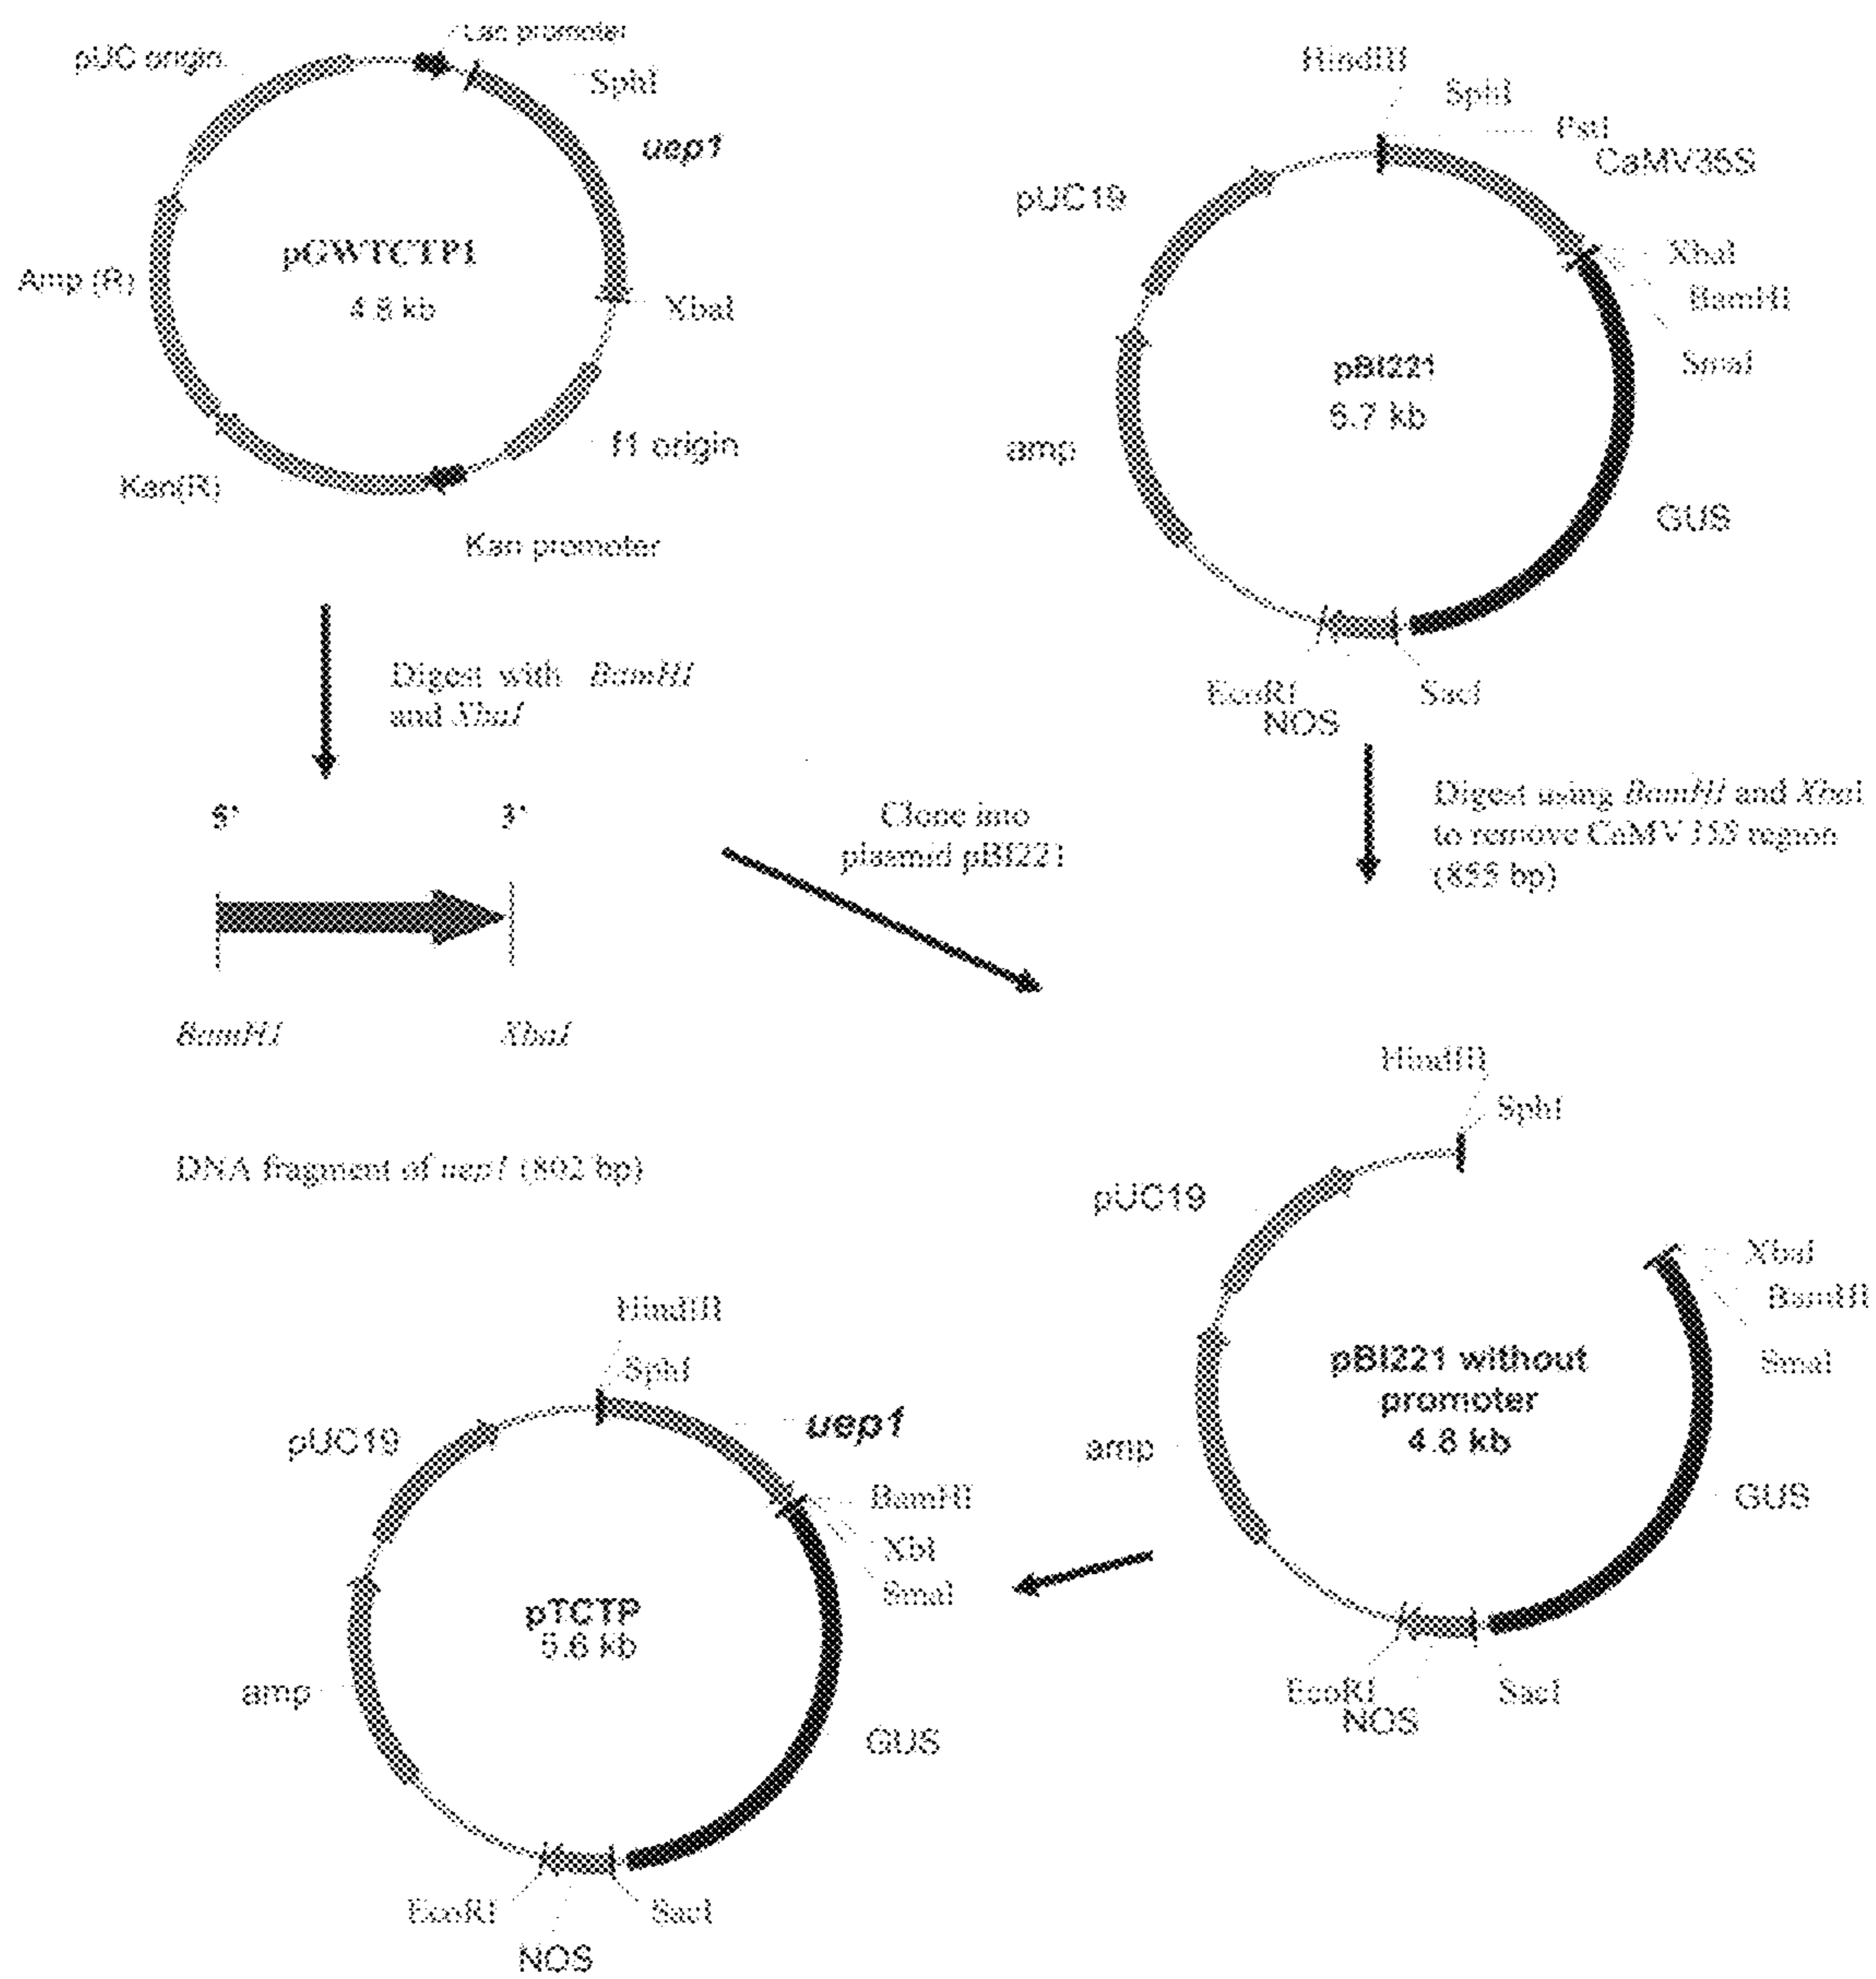 Lac promoter
pUC origin
SphI
uep1
pGWTCTP1
4.8 kb
Amp (R)
XbaI
f1 origin
Kan(R)
Kan promoter
HindIII
SphI
PstI
CaMV35S
pUC19
XbaI
BamHI
SmaI
pBI221
6.7 kb
amp
GUS
EcoRI
SacI
NOS
Digest with BamHI
and XbaI
5' 3'
BamHI XbaI
DNA fragment of uep1 (802 bp)
Clone into
plasmid pBI221
Digest using BamHI and XbaI
to remove CaMV 35S region
(855 bp)
HindIII
SphI
pUC19
XbaI
BamHI
SmaI
pBI221 without
promoter
4.8 kb
amp
GUS
EcoRI
SacI
NOS
HindIII
SphI
uep1
pUC19
BamHI
XbI
SmaI
pTCTP
5.6 kb
amp
GUS
EcoRI
SacI
NOS